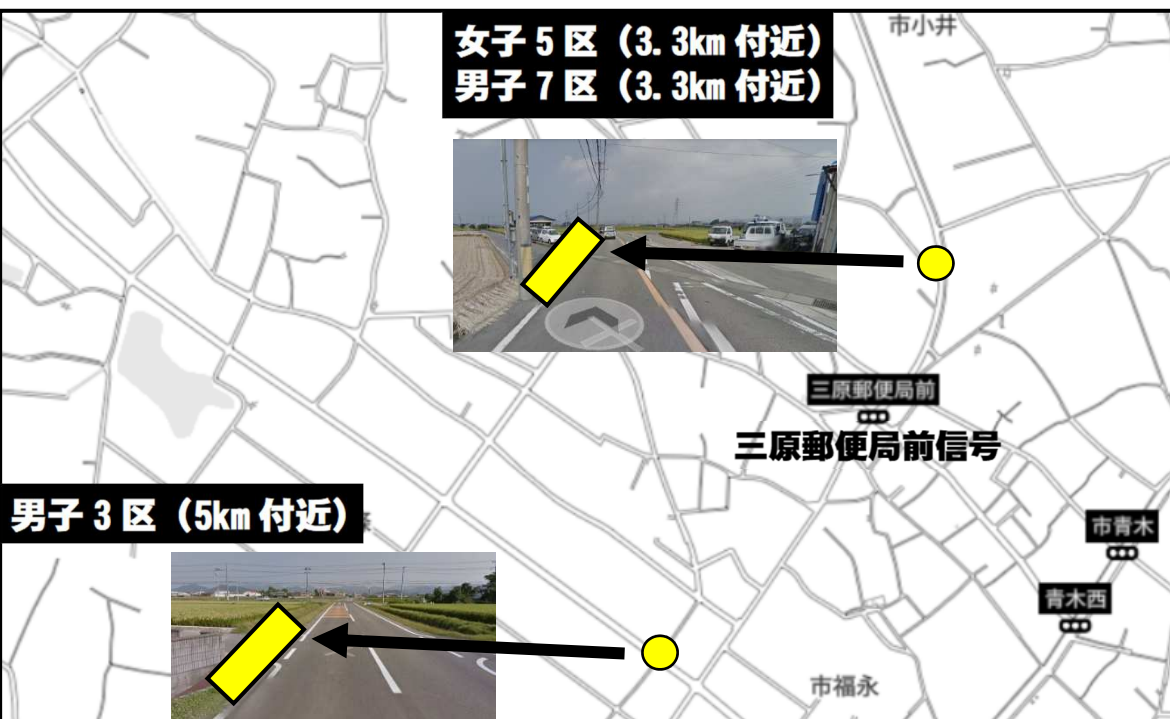 市小井
女子5区（3.3km 付近）
男子7区（3.3km 付近）
三原郵便局前
三原郵便局前信号
男子3区（5km 付近）
市青木
青木西
市福永